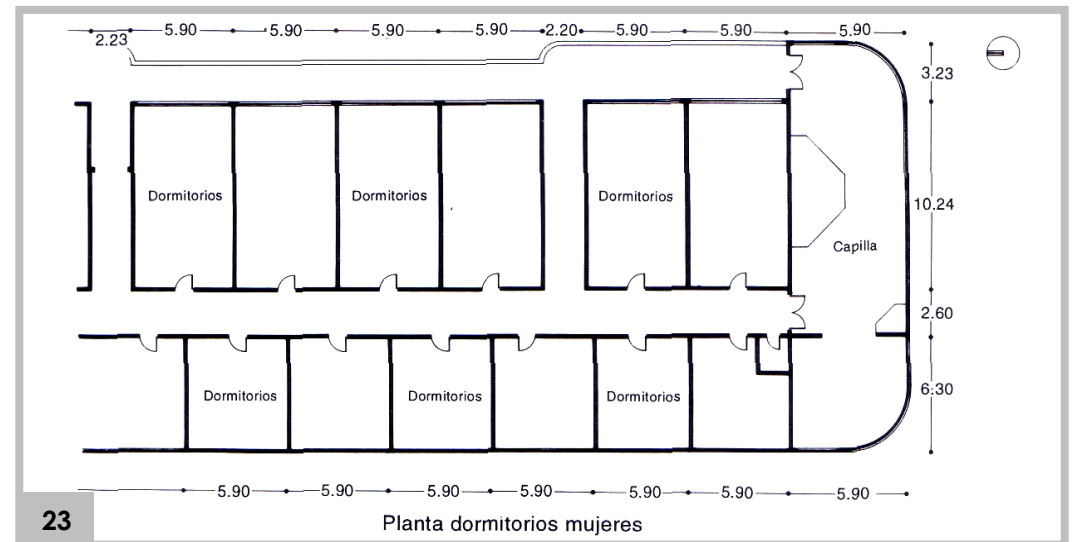 5.90 5.90 5.90 5.90 2.20 5.90 5.90 5.90
2.23
3.23
Dormitorios Dormitorios Dormitorios
10.24
Capilla
2.60
Dormitorios Dormitorios Dormitorios
6.30
5.90 5.90 5.90 5.90 5.90 5.90 5.90
23
Planta dormitorios mujeres